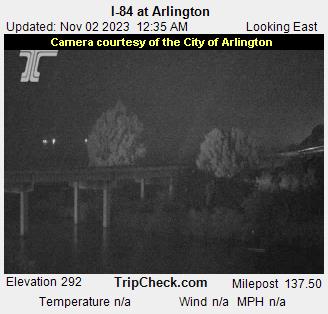 I-84 at Arlington
Updated: Nov 02 2023 12:35 AM Looking East
Camera courtesy of the City of Arlington
Elevation 292 TripCheck.com Milepost 137.50
Temperature n/a Wind n/a MPH n/a